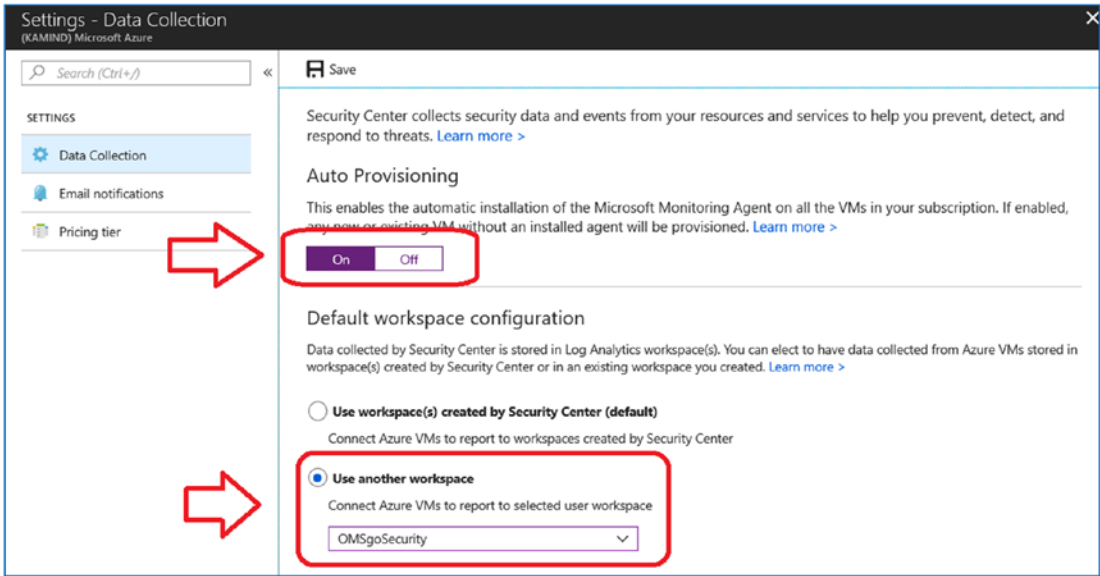 Settings - Data Collection
(KAMIND) Microsoft Azure
Search (Ctrl+/)
«
SETTINGS
Data Collection
Email notifications
Pricing tier
Save
Security Center collects security data and events from your resources and services to help you prevent, detect, and
respond to threats. Learn more >
Auto Provisioning
This enables the automatic installation of the Microsoft Monitoring Agent on all the VMs in your subscription. If enabled,
any new or existing VM without an installed agent will be provisioned. Learn more >
On Off
Default workspace configuration
Data collected by Security Center is stored in Log Analytics workspace(s). You can elect to have data collected from Azure VMs stored in
workspace(s) created by Security Center or in an existing workspace you created. Learn more >
Use workspace(s) created by Security Center (default)
Connect Azure VMs to report to workspaces created by Security Center
Use another workspace
Connect Azure VMs to report to selected user workspace
OMSgoSecurity